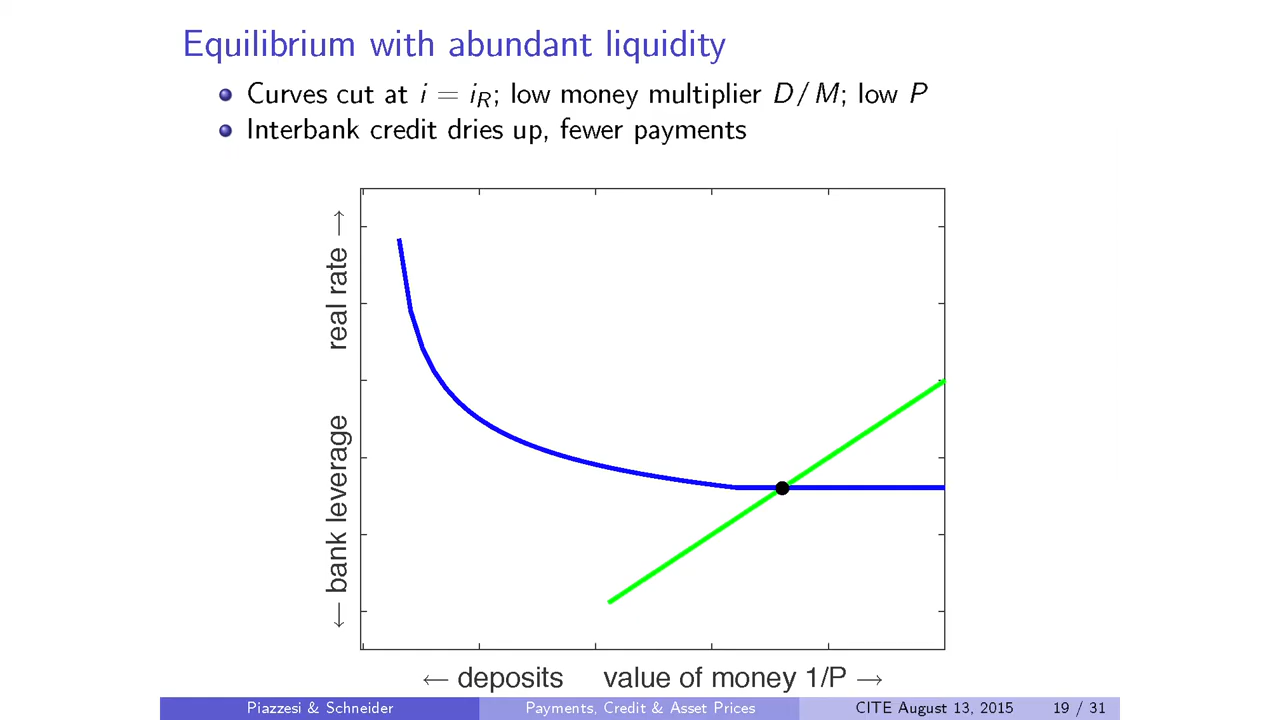 Equilibrium with abundant liquidity
Curves cut at i = i_R; low money multiplier D/M; low P
Interbank credit dries up, fewer payments
← bank leverage real rate →
← deposits value of money 1/P →
Piazzesi & Schneider Payments, Credit & Asset Prices CITE August 13, 2015 19 / 31